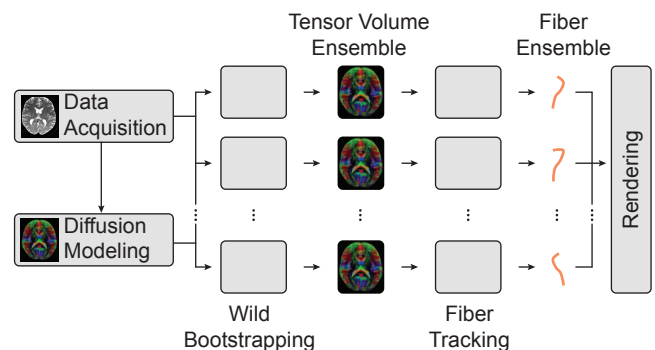 Tensor Volume
Ensemble
Fiber
Ensemble
Data
Acquisition
Diffusion
Modeling
Wild
Bootstrapping
Fiber
Tracking
Rendering